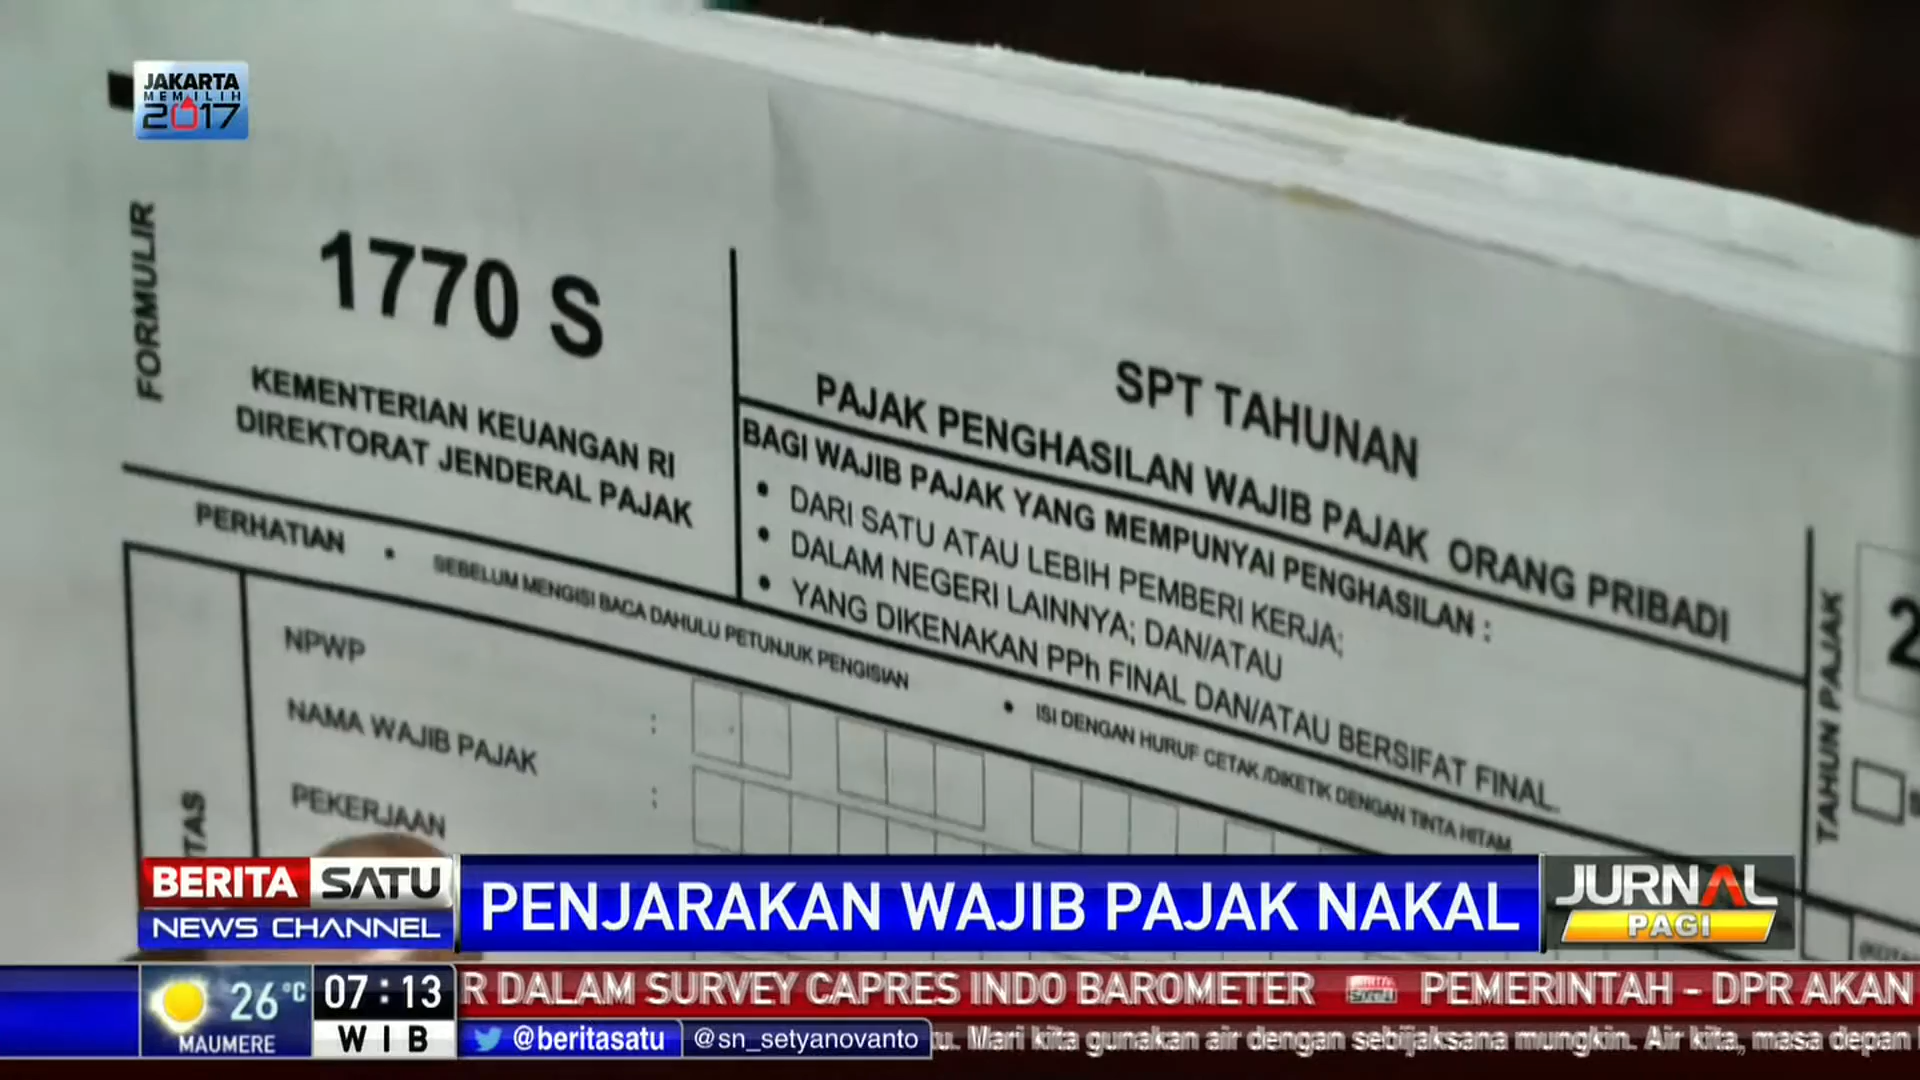 JAKARTA
MEMILIH
2017
FORMULIR
1770 S
KEMENTERIAN KEUANGAN RI
DIREKTORAT JENDERAL PAJAK
SPT TAHUNAN
PAJAK PENGHASILAN WAJIB PAJAK ORANG PRIBADI
BAGI WAJIB PAJAK YANG MEMPUNYAI PENGHASILAN :
• DARI SATU ATAU LEBIH PEMBERI KERJA;
• DALAM NEGERI LAINNYA; DAN/ATAU
• YANG DIKENAKAN PPh FINAL DAN/ATAU BERSIFAT FINAL.
TAHUN PAJAK
2
PERHATIAN • SEBELUM MENGISI BACA DAHULU PETUNJUK PENGISIAN • ISI DENGAN HURUF CETAK /DIKETIK DENGAN TINTA HITAM
NPWP :
NAMA WAJIB PAJAK :
PEKERJAAN
TAS
BERITA SATU
NEWS CHANNEL
PENJARAKAN WAJIB PAJAK NAKAL
JURNAL
PAGI
26°C
MAUMERE
07:13
WIB
R DALAM SURVEY CAPRES INDO BAROMETER PEMERINTAH - DPR AKAN
@beritasatu @sn_setyanovanto u. Mari kita gunakan air dengan sebijaksana mungkin. Air kita, masa depan